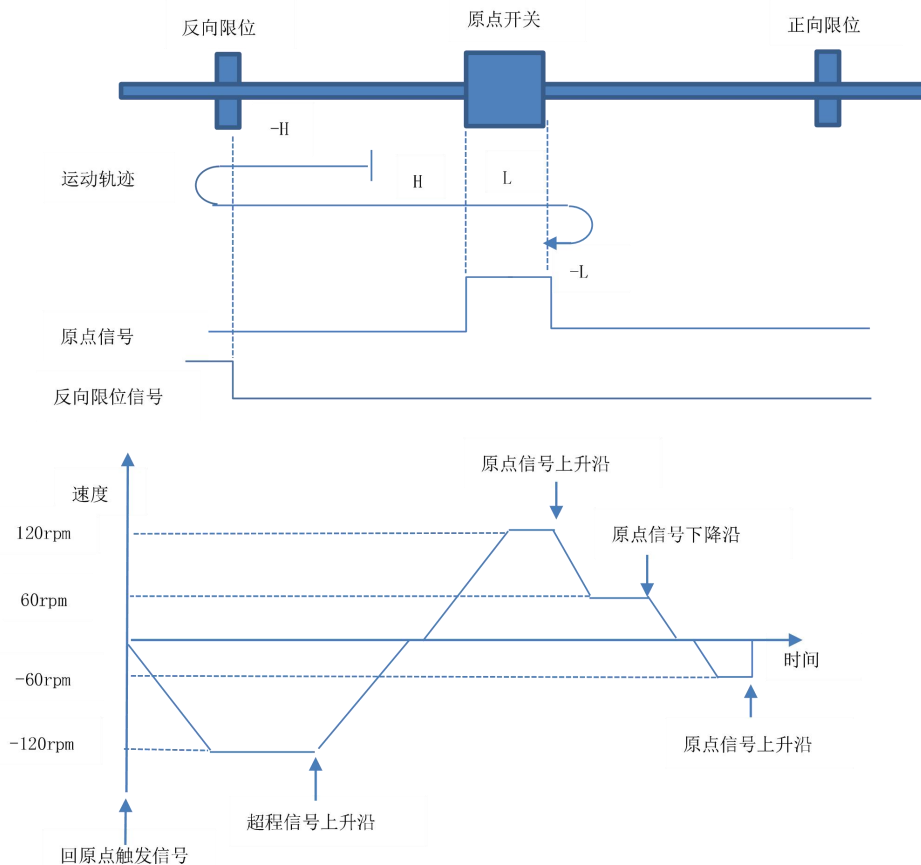 反向限位
原点开关
正向限位
-H
运动轨迹
H
L
-L
原点信号
反向限位信号
原点信号上升沿
速度
120rpm
原点信号下降沿
60rpm
时间
-60rpm
-120rpm
原点信号上升沿
超程信号上升沿
回原点触发信号